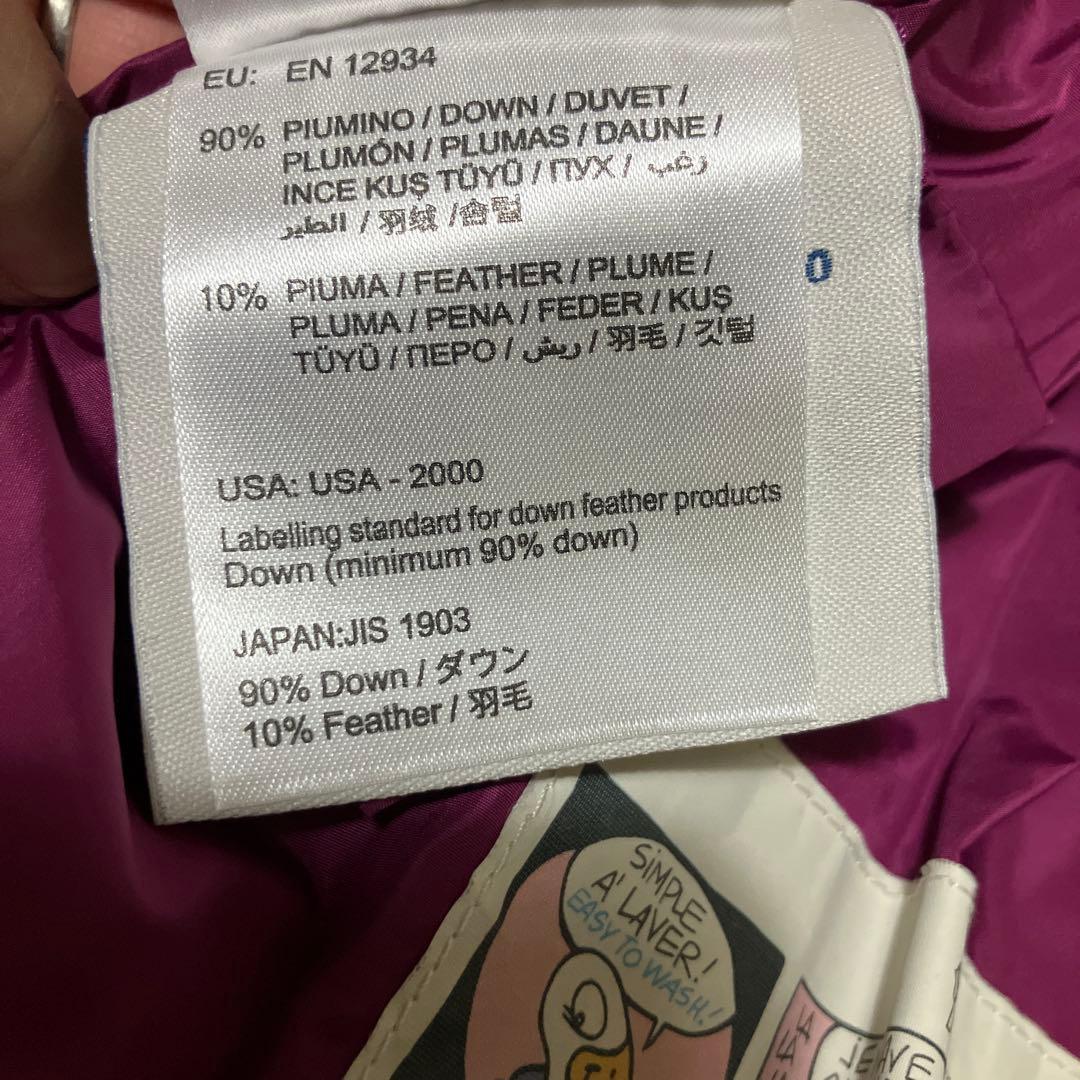 EU: EN 12934
90% PIUMINO / DOWN / DUVET /
PLUMÓN / PLUMAS / DAUNE /
INCE KUŞ TÜYÜ / ПУХ / زغب
الطير / 羽绒 / 솜털
0
10% PIUMA / FEATHER / PLUME /
PLUMA / PENA / FEDER / KUŞ
TÜYÜ / ПЕРО / ريش / 羽毛 / 깃털
USA: USA - 2000
Labelling standard for down feather products
Down (minimum 90% down)
JAPAN:JIS 1903
90% Down / ダウン
10% Feather / 羽毛
SiMPLE
A' LAVER!
EASY TO WASH!
LA